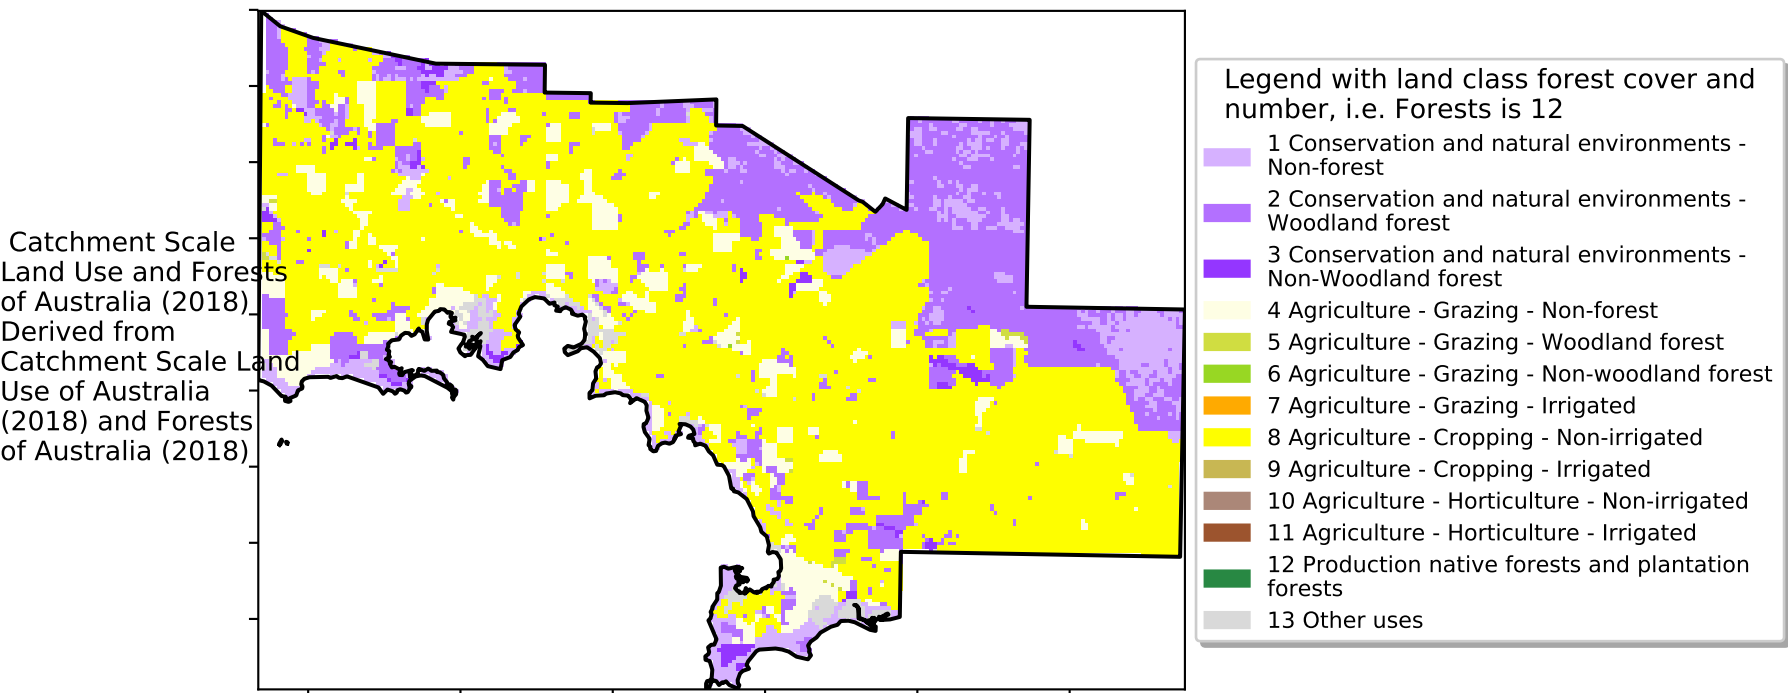 Catchment Scale
Land Use and Forests
of Australia (2018)
Derived from
Catchment Scale Land
Use of Australia
(2018) and Forests
of Australia (2018)
Legend with land class forest cover and
number, i.e. Forests is 12
1 Conservation and natural environments -
Non-forest
2 Conservation and natural environments -
Woodland forest
3 Conservation and natural environments -
Non-Woodland forest
4 Agriculture - Grazing - Non-forest
5 Agriculture - Grazing - Woodland forest
6 Agriculture - Grazing - Non-woodland forest
7 Agriculture - Grazing - Irrigated
8 Agriculture - Cropping - Non-irrigated
9 Agriculture - Cropping - Irrigated
10 Agriculture - Horticulture - Non-irrigated
11 Agriculture - Horticulture - Irrigated
12 Production native forests and plantation
forests
13 Other uses